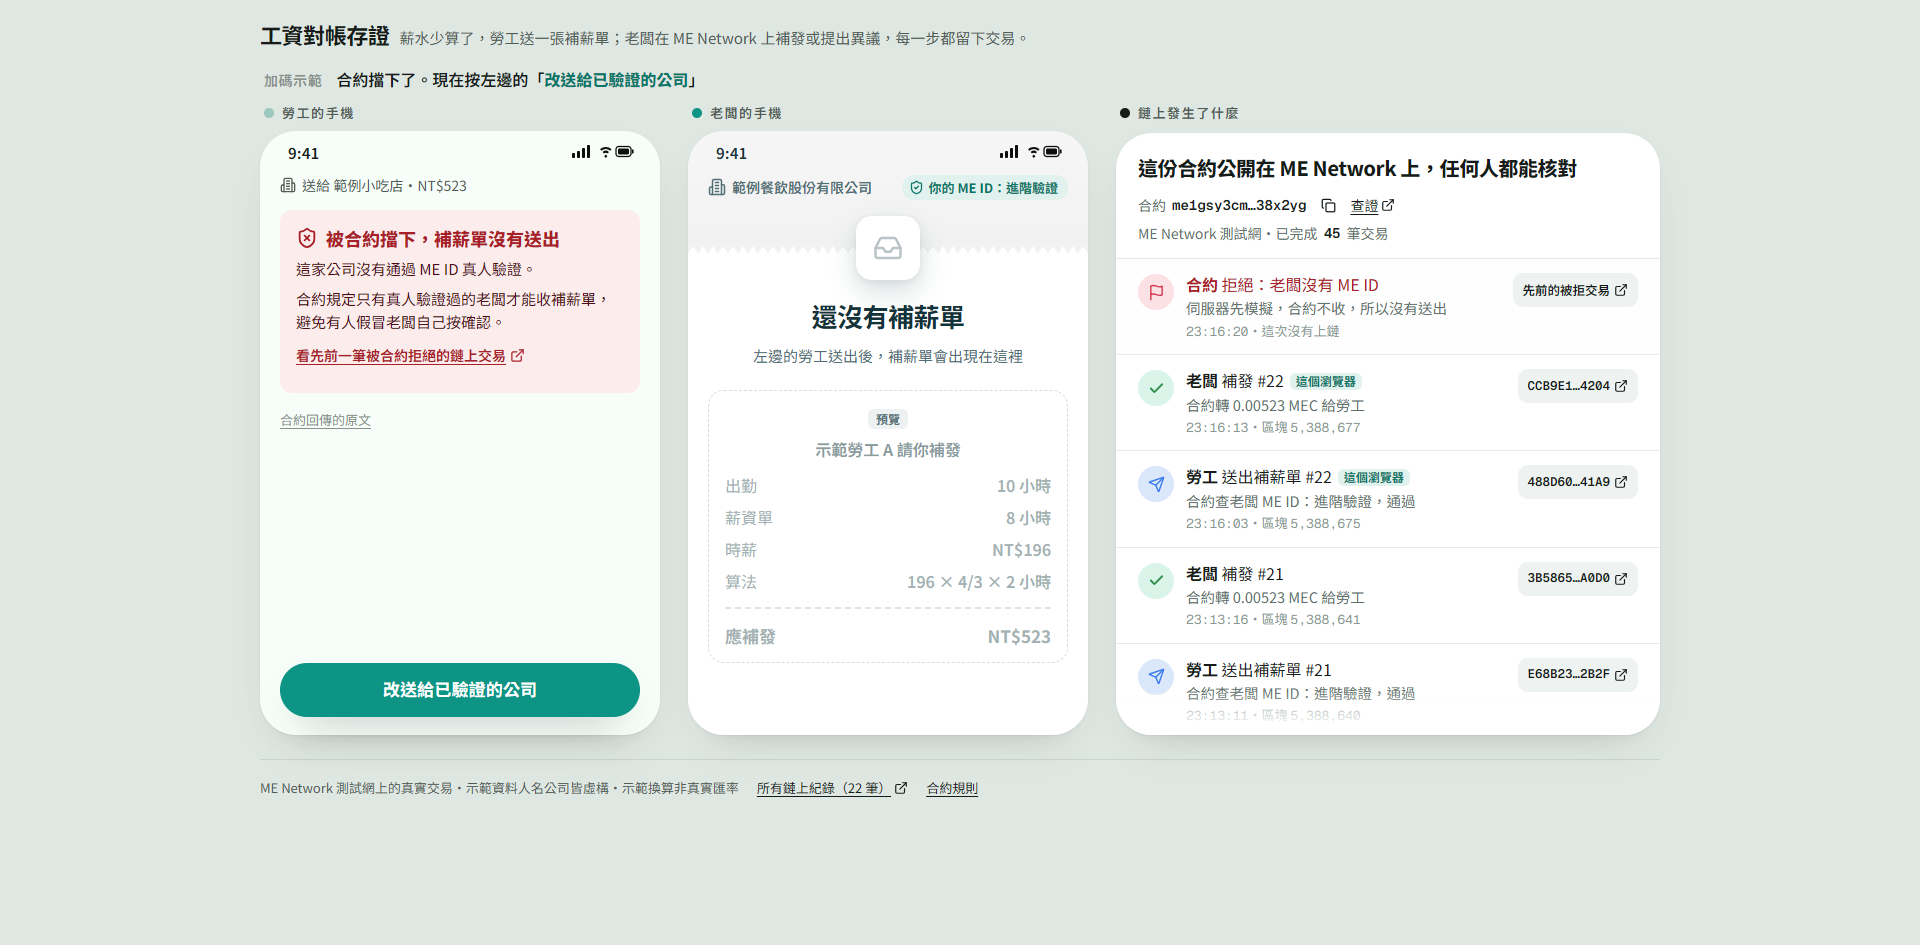 工資對帳存證 薪水少算了，勞工送一張補薪單；老闆在 ME Network 上補發或提出異議，每一步都留下交易。
加碼示範 合約擋下了。現在按左邊的「改送給已驗證的公司」
勞工的手機
9:41
送給 範例小吃店・NT$523
被合約擋下，補薪單沒有送出
這家公司沒有通過 ME ID 真人驗證。
合約規定只有真人驗證過的老闆才能收補薪單，
避免有人假冒老闆自己按確認。
看先前一筆被合約拒絕的鏈上交易
合約回傳的原文
改送給已驗證的公司
老闆的手機
9:41
範例餐飲股份有限公司 你的 ME ID：進階驗證
還沒有補薪單
左邊的勞工送出後，補薪單會出現在這裡
預覽
示範勞工 A 請你補發
出勤 10 小時
薪資單 8 小時
時薪 NT$196
算法 196 × 4/3 × 2 小時
應補發 NT$523
鏈上發生了什麼
這份合約公開在 ME Network 上，任何人都能核對
合約 me1gsy3cm…38x2yg 查證
ME Network 測試網・已完成 45 筆交易
合約 拒絕：老闆沒有 ME ID 先前的被拒交易
伺服器先模擬，合約不收，所以沒有送出
23:16:20・這次沒有上鏈
老闆 補發 #22 這個瀏覽器 CCB9E1…4204
合約轉 0.00523 MEC 給勞工
23:16:13・區塊 5,388,677
勞工 送出補薪單 #22 這個瀏覽器 488D60…41A9
合約查老闆 ME ID：進階驗證，通過
23:16:03・區塊 5,388,675
老闆 補發 #21 3B5865…A0D0
合約轉 0.00523 MEC 給勞工
23:13:16・區塊 5,388,641
勞工 送出補薪單 #21 E68B23…2B2F
合約查老闆 ME ID：進階驗證，通過
23:13:11・區塊 5,388,640
ME Network 測試網上的真實交易・示範資料人名公司皆虛構・示範換算非真實匯率 所有鏈上紀錄（22 筆） 合約規則